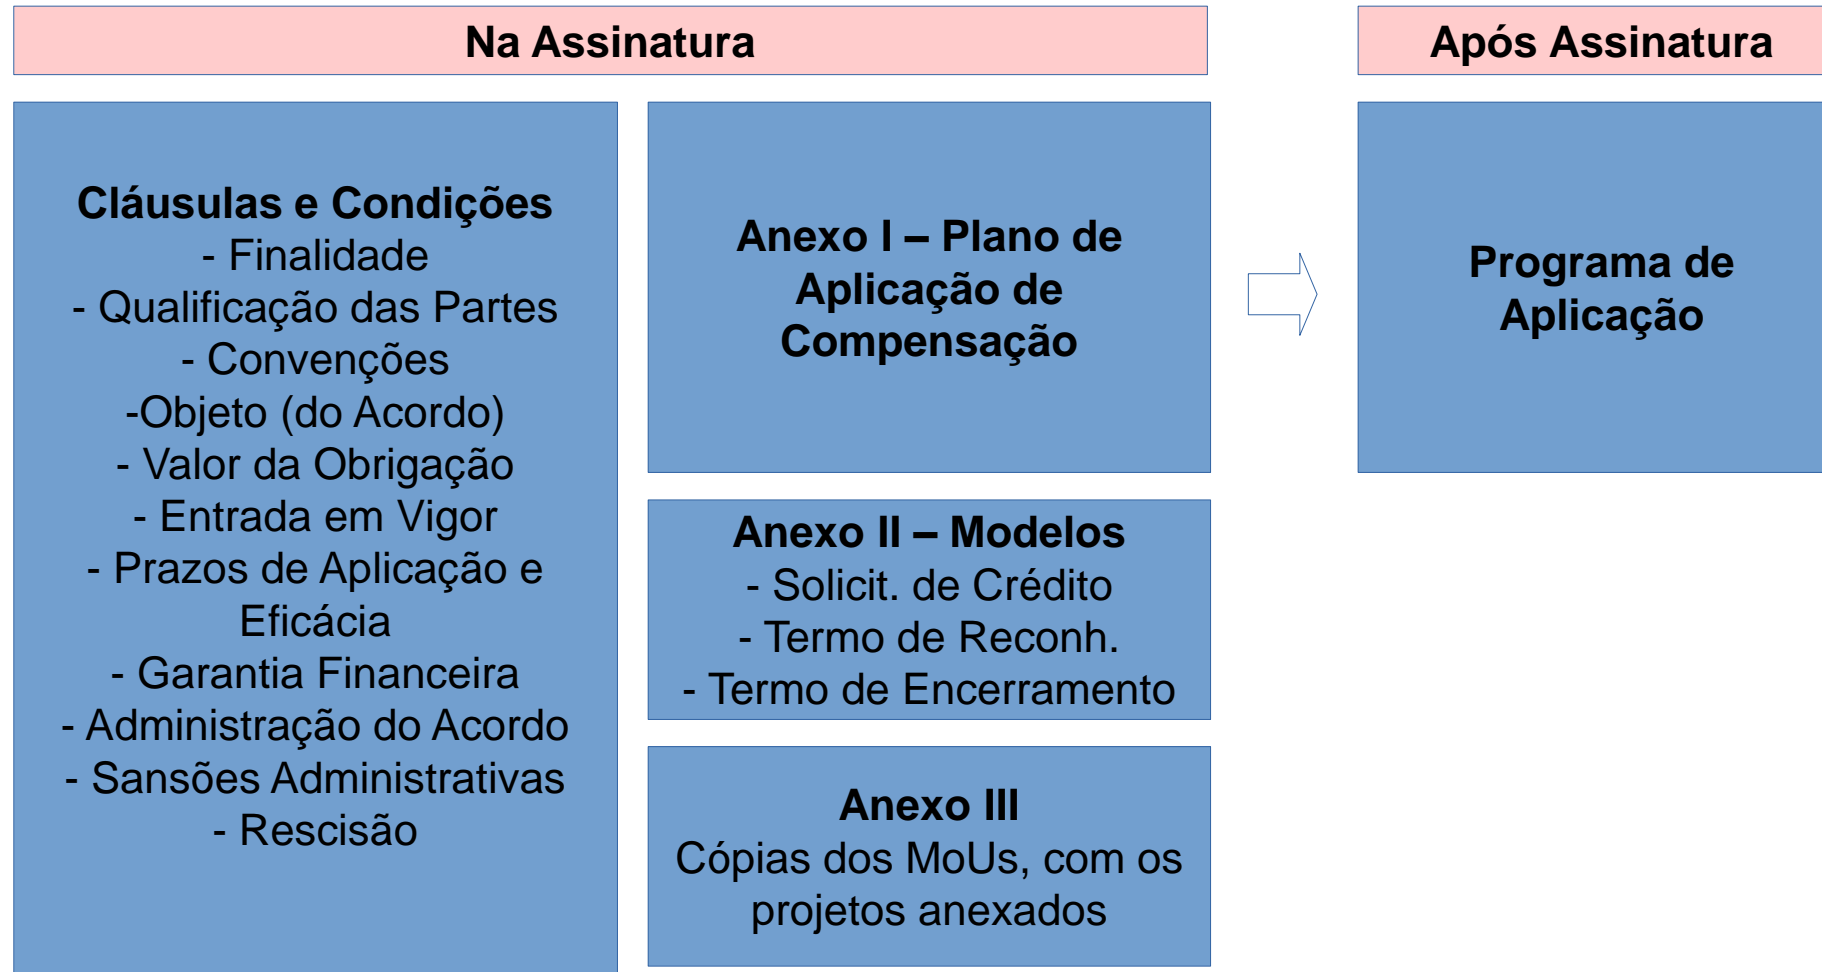 Na Assinatura
Após Assinatura
Cláusulas e Condições
- Finalidade
- Qualificação das Partes
- Convenções
-Objeto (do Acordo)
- Valor da Obrigação
- Entrada em Vigor
- Prazos de Aplicação e
Eficácia
- Garantia Financeira
- Administração do Acordo
- Sansões Administrativas
- Rescisão
Anexo I – Plano de
Aplicação de
Compensação
Anexo II – Modelos
- Solicit. de Crédito
- Termo de Reconh.
- Termo de Encerramento
Anexo III
Cópias dos MoUs, com os
projetos anexados
Programa de
Aplicação